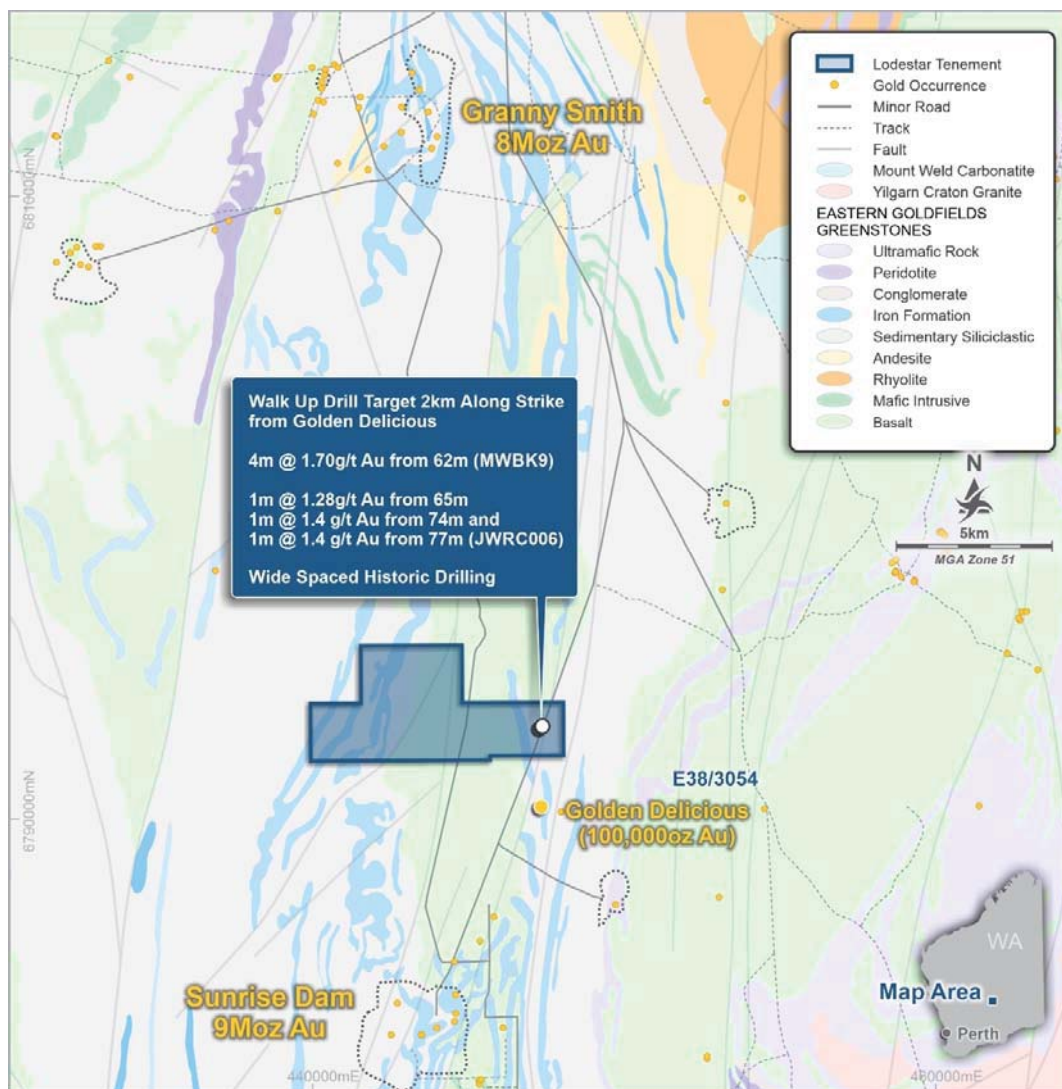 Granny Smith
8Moz Au
Lodestar Tenement
Gold Occurrence
Minor Road
Track
Fault
Mount Weld Carbonatite
Yilgarn Craton Granite
EASTERN GOLDFIELDS
GREENSTONES
Ultramafic Rock
Peridotite
Conglomerate
Iron Formation
Sedimentary Siliciclastic
Andesite
Rhyolite
Mafic Intrusive
Basalt
6810000mN
N
5km
MGA Zone 51
Walk Up Drill Target 2km Along Strike
from Golden Delicious
4m @ 1.70g/t Au from 62m (MWBK9)
1m @ 1.28g/t Au from 65m
1m @ 1.4 g/t Au from 74m and
1m @ 1.4 g/t Au from 77m (JWRC006)
Wide Spaced Historic Drilling
E38/3054
Golden Delicious
(100,000oz Au)
6790000mN
Sunrise Dam
9Moz Au
WA
Map Area
Perth
440000mE
460000mE